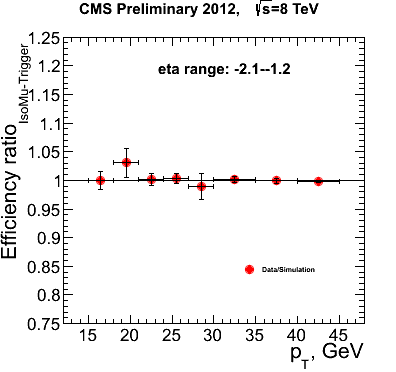 CMS Preliminary 2012, √s=8 TeV
eta range: -2.1--1.2
Efficiency ratio IsoMu-Trigger
1.25
1.2
1.15
1.1
1.05
1
0.95
0.9
0.85
0.8
0.75
Data/Simulation
15 20 25 30 35 40 45
pT, GeV